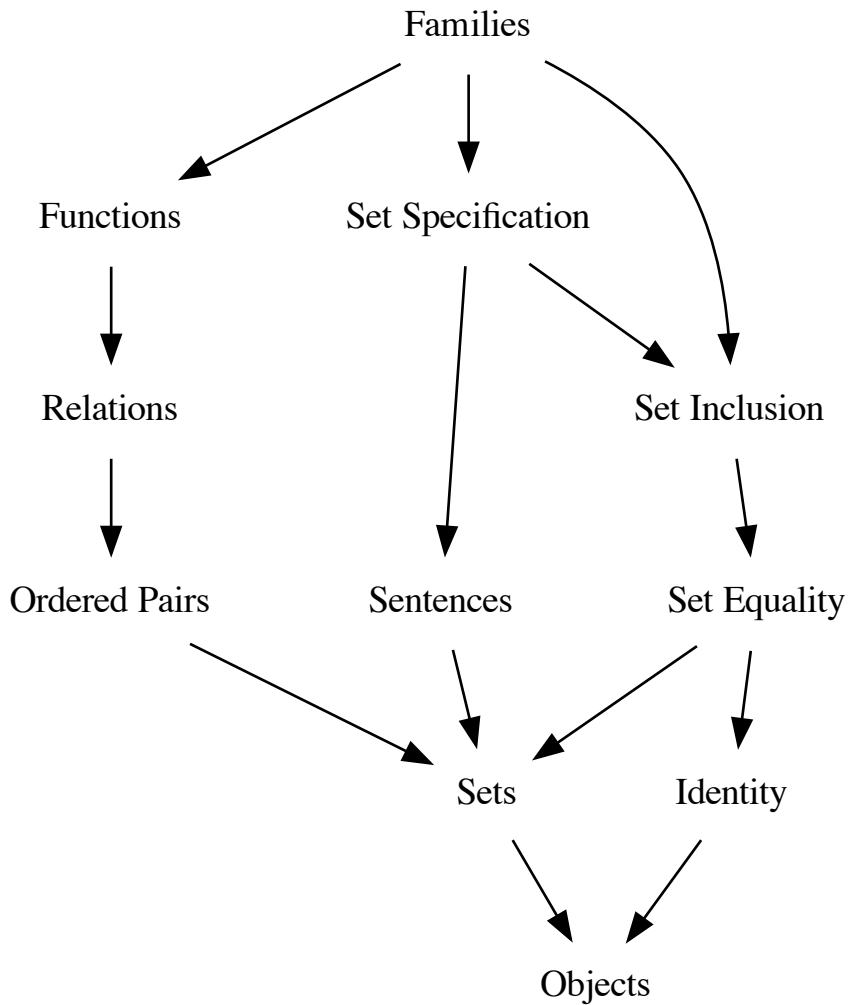 Families
Functions
Set Specification
Relations
Set Inclusion
Ordered Pairs
Sentences
Set Equality
Sets
Identity
Objects